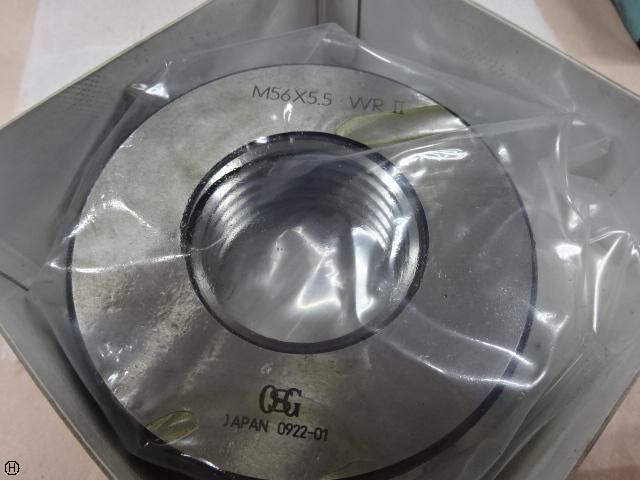 M56X5.5 WR II
OSG
JAPAN 0922-01
H